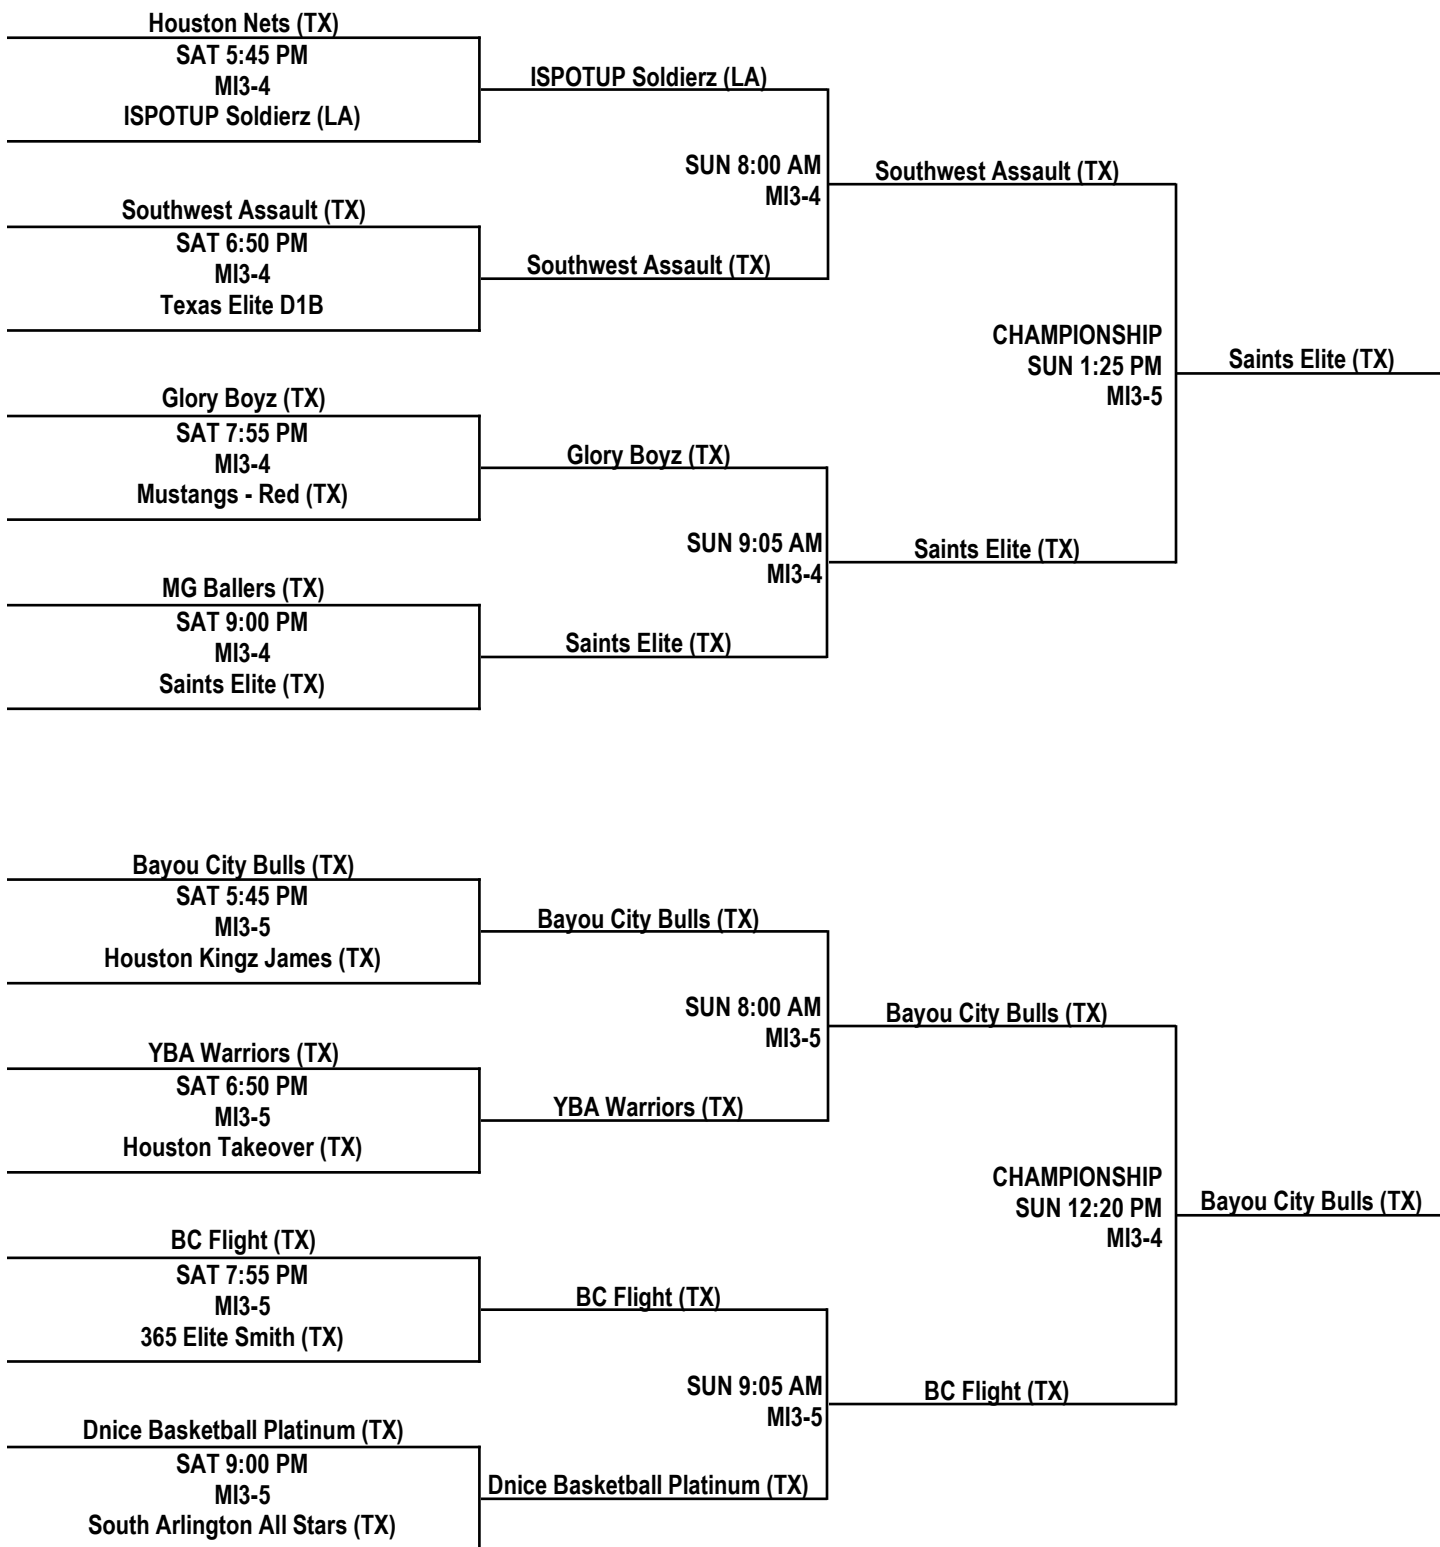 Houston Nets (TX)
SAT 5:45 PM
MI3-4
ISPOTUP Soldierz (LA)
ISPOTUP Soldierz (LA)
SUN 8:00 AM
MI3-4
Southwest Assault (TX)
Southwest Assault (TX)
SAT 6:50 PM
MI3-4
Texas Elite D1B
Southwest Assault (TX)
CHAMPIONSHIP
SUN 1:25 PM
MI3-5
Saints Elite (TX)
Glory Boyz (TX)
SAT 7:55 PM
MI3-4
Mustangs - Red (TX)
Glory Boyz (TX)
SUN 9:05 AM
MI3-4
Saints Elite (TX)
MG Ballers (TX)
SAT 9:00 PM
MI3-4
Saints Elite (TX)
Saints Elite (TX)
Bayou City Bulls (TX)
SAT 5:45 PM
MI3-5
Houston Kingz James (TX)
Bayou City Bulls (TX)
SUN 8:00 AM
MI3-5
Bayou City Bulls (TX)
YBA Warriors (TX)
SAT 6:50 PM
MI3-5
Houston Takeover (TX)
YBA Warriors (TX)
CHAMPIONSHIP
SUN 12:20 PM
MI3-4
Bayou City Bulls (TX)
BC Flight (TX)
SAT 7:55 PM
MI3-5
365 Elite Smith (TX)
BC Flight (TX)
SUN 9:05 AM
MI3-5
BC Flight (TX)
Dnice Basketball Platinum (TX)
SAT 9:00 PM
MI3-5
South Arlington All Stars (TX)
Dnice Basketball Platinum (TX)